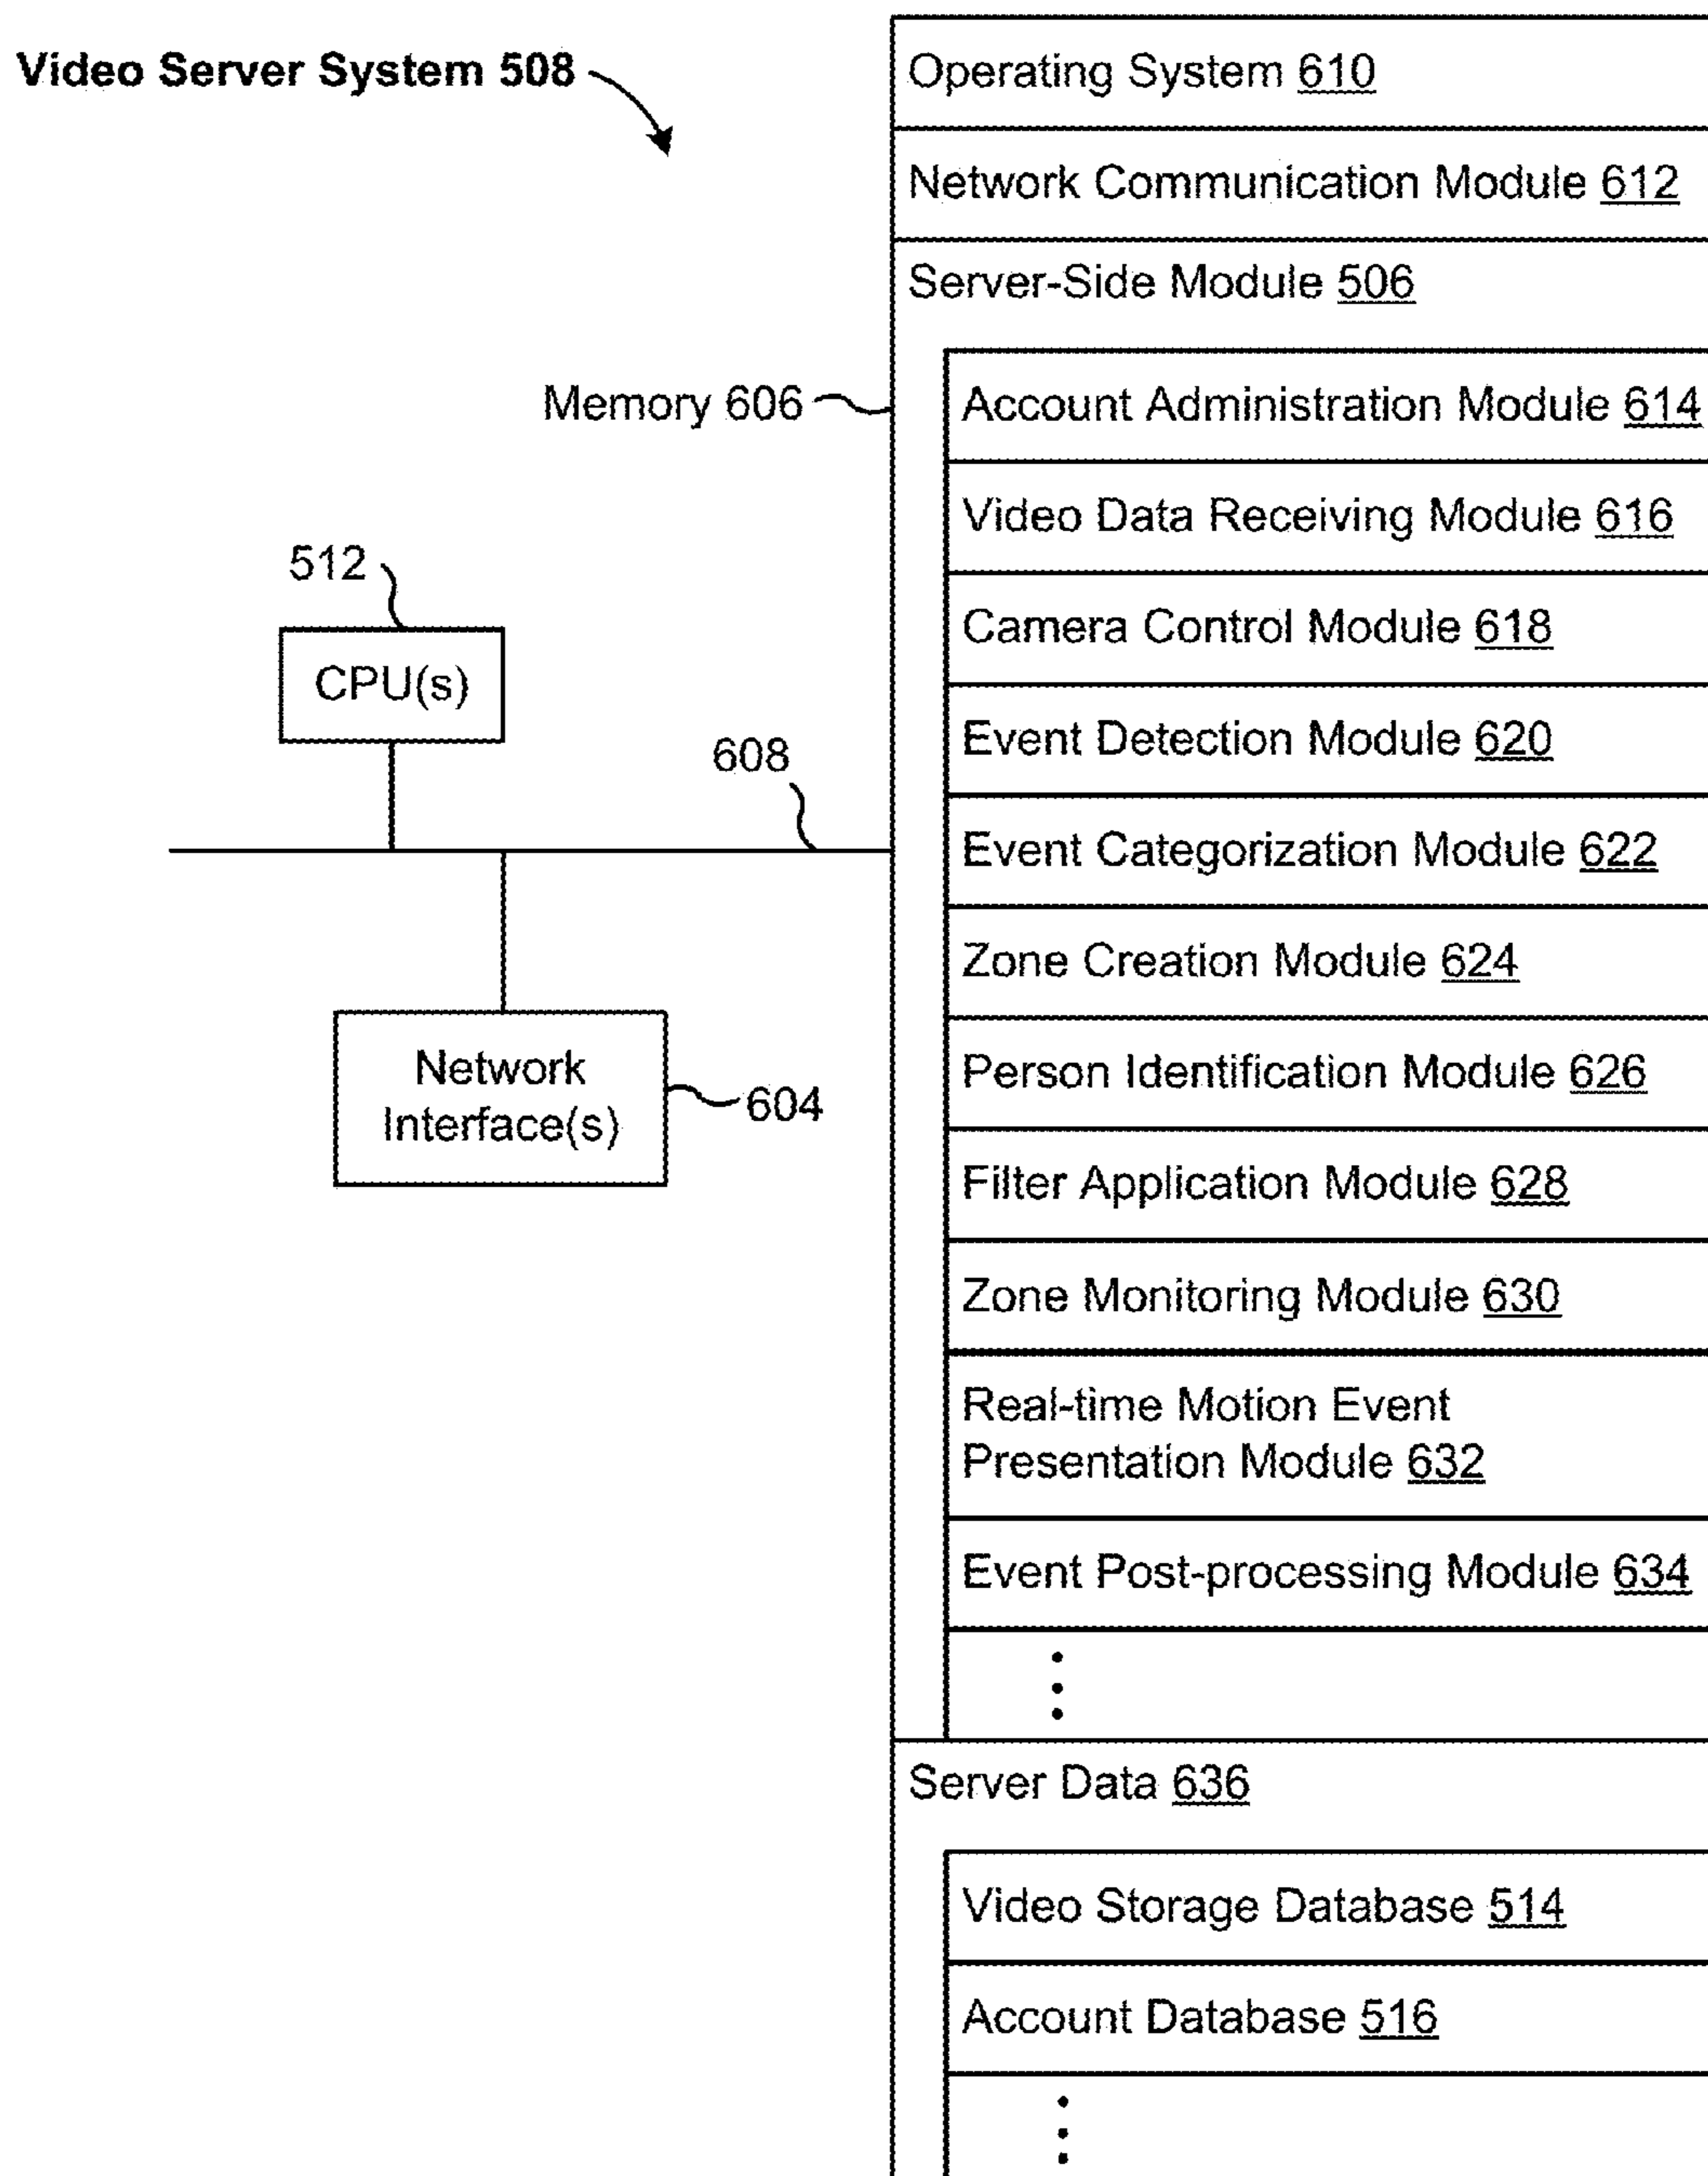 Video Server System 508
Operating System 610
Network Communication Module 612
Server-Side Module 506
Memory 606
Account Administration Module 614
Video Data Receiving Module 616
Camera Control Module 618
Event Detection Module 620
Event Categorization Module 622
Zone Creation Module 624
Person Identification Module 626
Filter Application Module 628
Zone Monitoring Module 630
Real-time Motion Event
Presentation Module 632
Event Post-processing Module 634
Server Data 636
Video Storage Database 514
Account Database 516
512
CPU(s)
608
Network
Interface(s)
604